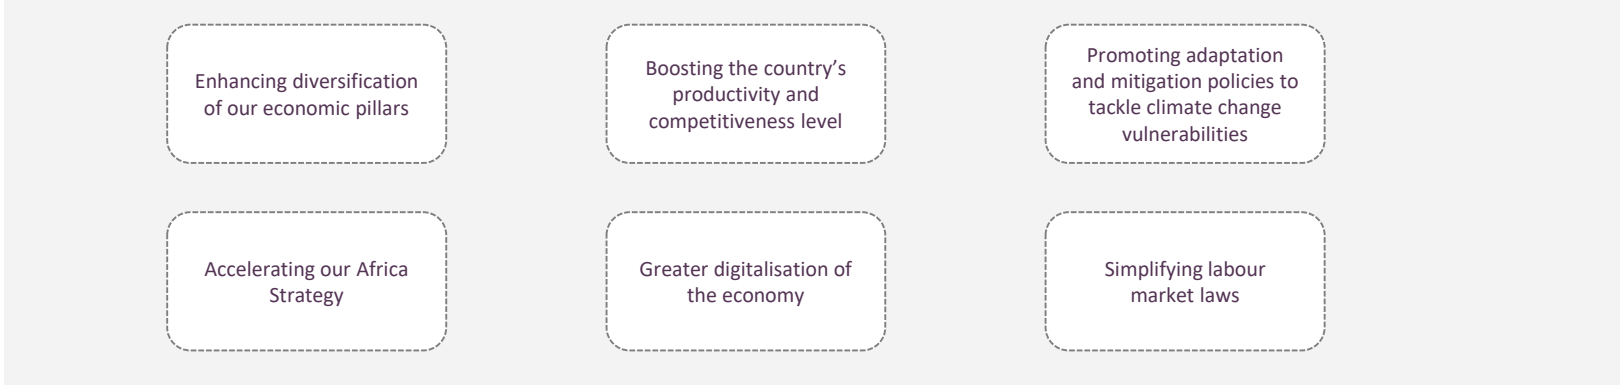 Enhancing diversification
of our economic pillars
Boosting the country’s
productivity and
competitiveness level
Promoting adaptation
and mitigation policies to
tackle climate change
vulnerabilities
Accelerating our Africa
Strategy
Greater digitalisation of
the economy
Simplifying labour
market laws